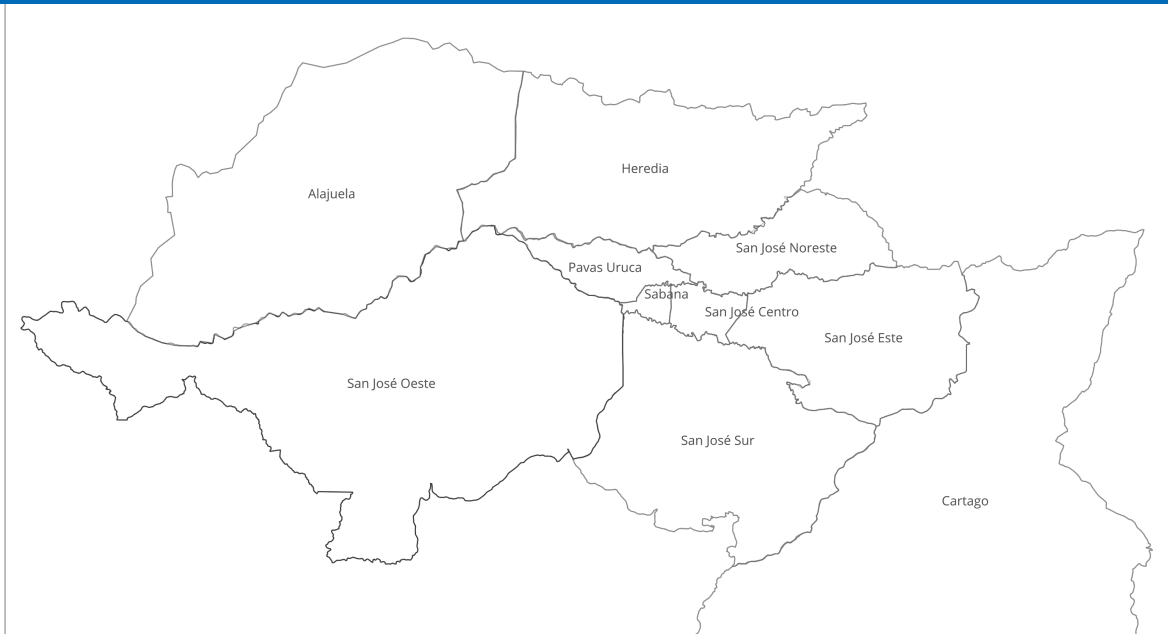 Heredia
Alajuela
San José Noreste
Pavas Uruca
Sabana
San José Centro
San José Este
San José Oeste
San José Sur
Cartago